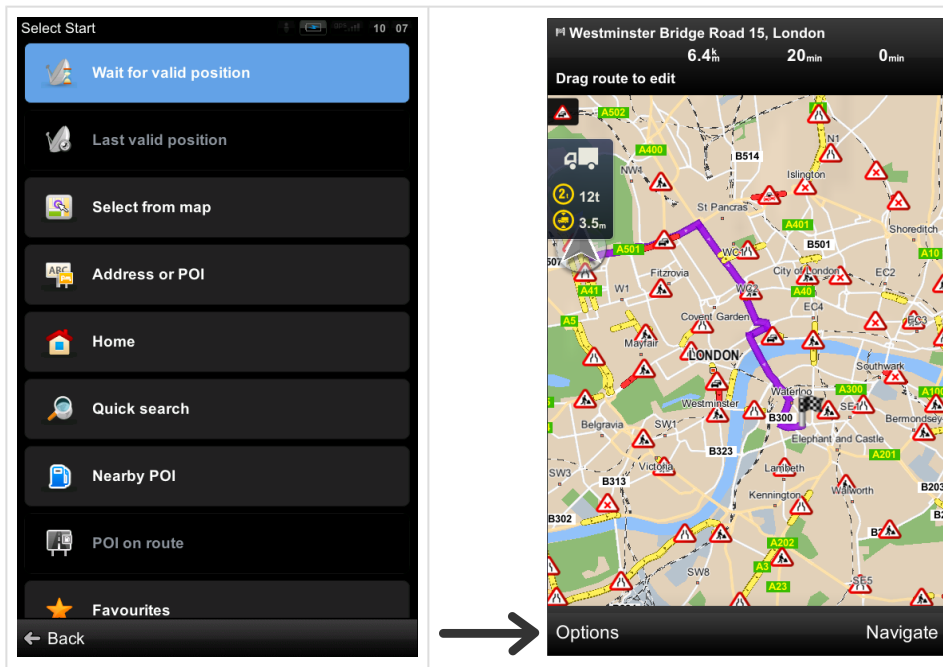 Select Start
10 07
Wait for valid position
Last valid position
Select from map
ABC
Address or POI
Home
Quick search
Nearby POI
POI on route
Favourites
Back
Westminster Bridge Road 15, London
6.4km 20min 0min
Drag route to edit
A502
N1
A400
B514
NW1
Islington
12t
St Pancras
3.5m
A401
Shoreditch
A501
WC1
B501
A10
Fitzrovia
City of London
EC2
A41
W1
WC2
A40
EC4
A5
Covent Garden
EC3
Mayfair
LONDON
Southwark
Westminster
Waterloo
A300
A100
B300
SE1
Belgravia
SW1
Bermondsey
Elephant and Castle
B323
A201
SW3
Victoria
Lambeth
B313
Kennington
Walworth
B203
B302
A202
A3
SW8
A23
SE5
Options
Navigate